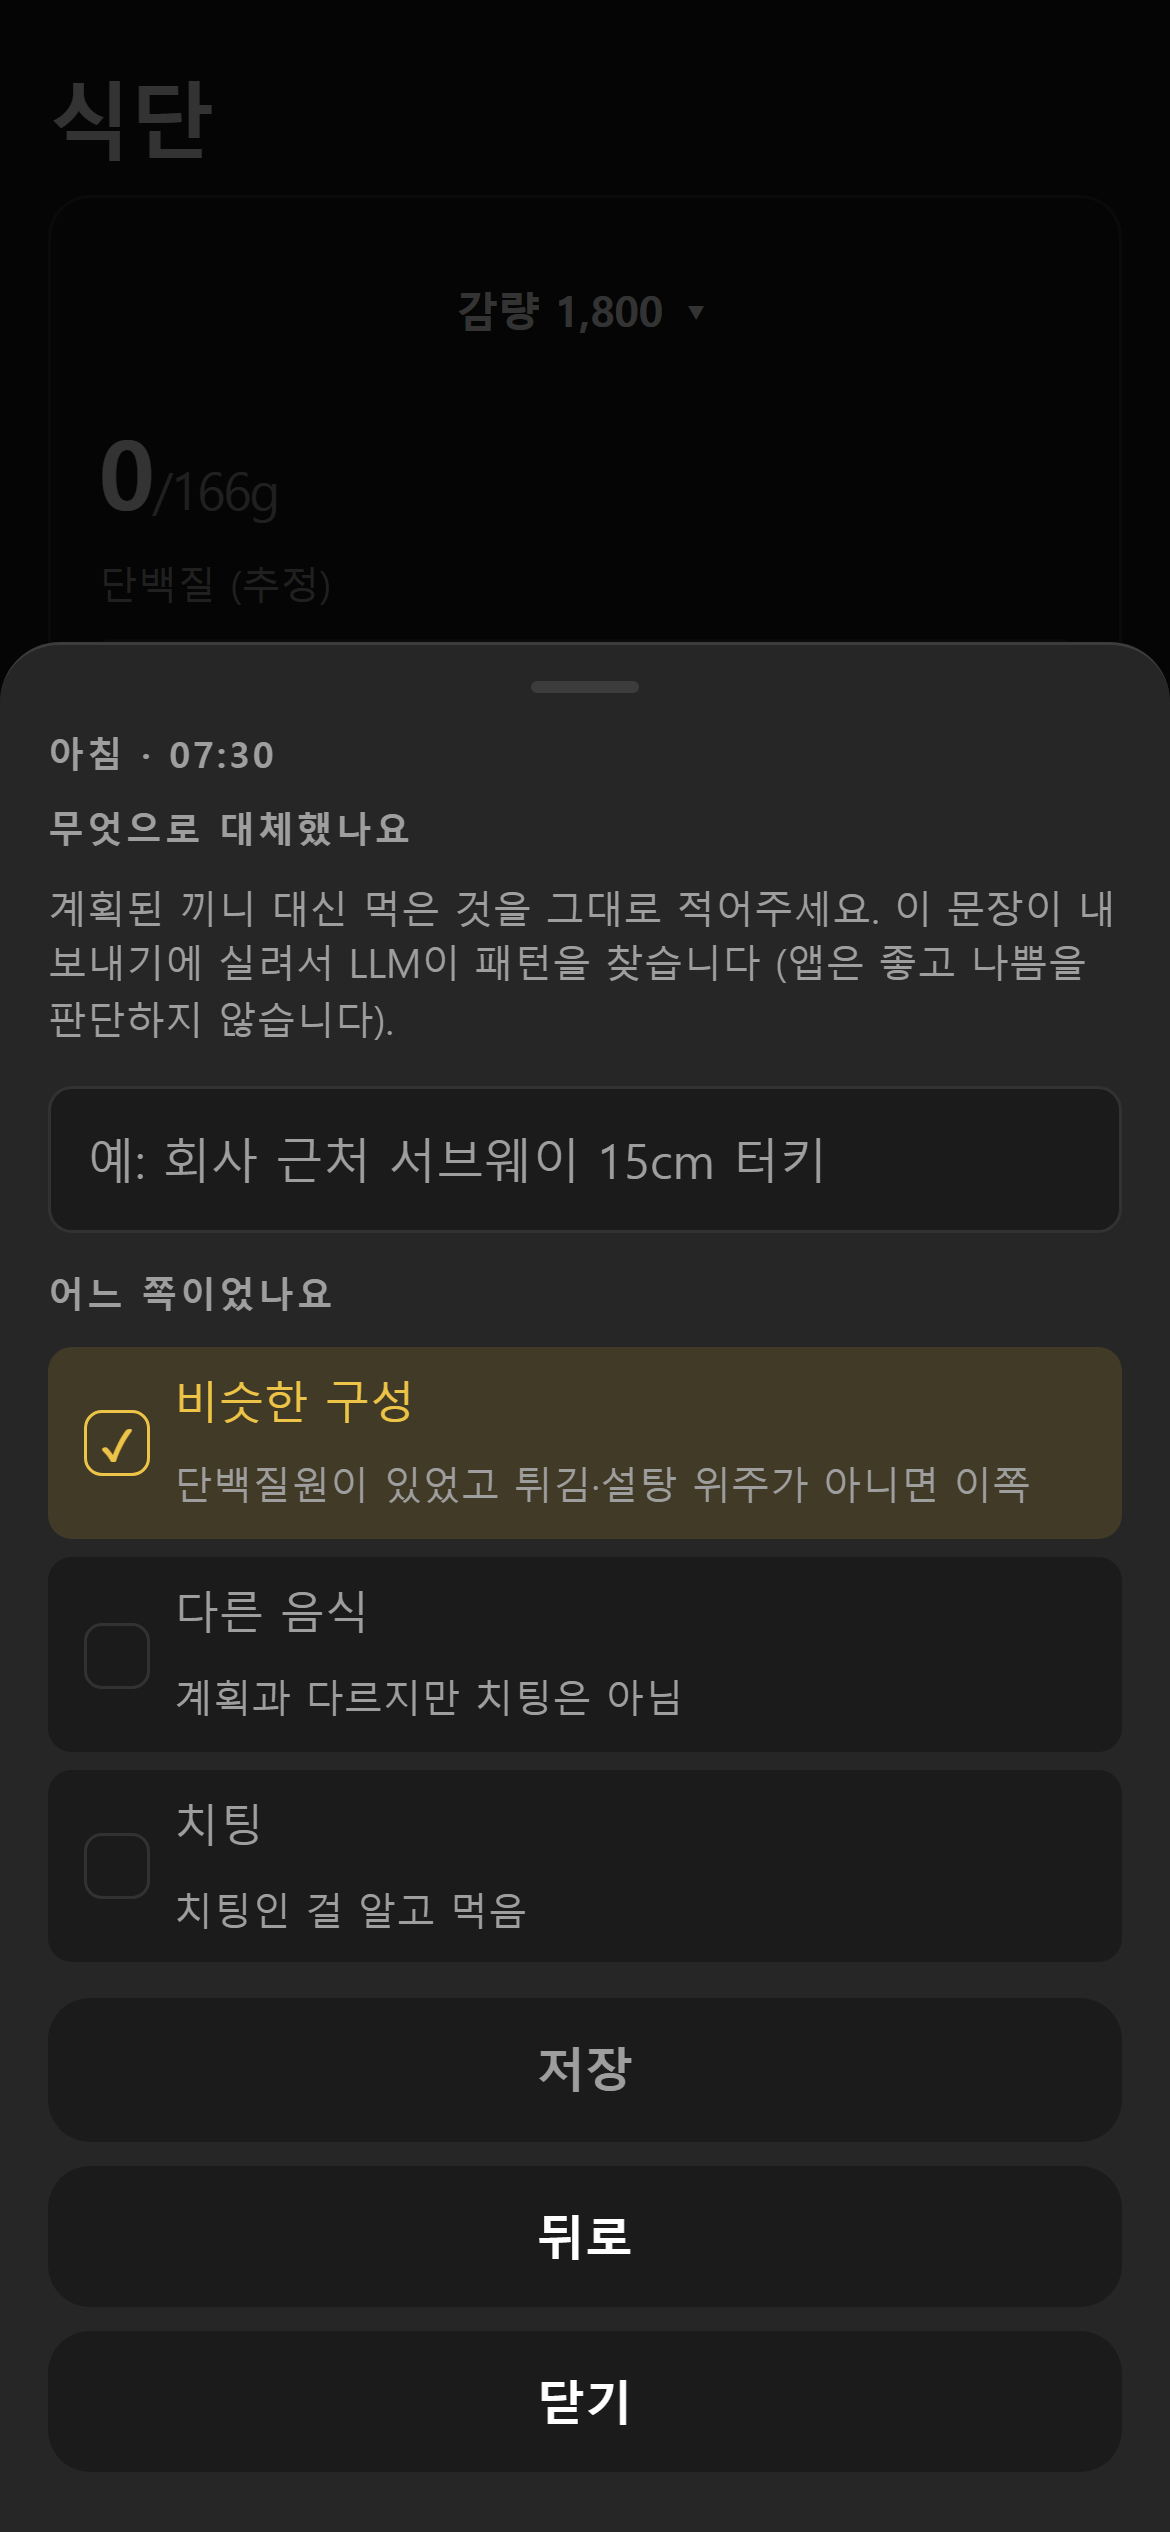 식단
감량 1,800 ▼
0/166g
단백질 (추정)
아침 · 07:30
무엇으로 대체했나요
계획된 끼니 대신 먹은 것을 그대로 적어주세요. 이 문장이 내
보내기에 실려서 LLM이 패턴을 찾습니다 (앱은 좋고 나쁨을
판단하지 않습니다).
예: 회사 근처 서브웨이 15cm 터키
어느 쪽이었나요
비슷한 구성
단백질원이 있었고 튀김·설탕 위주가 아니면 이쪽
다른 음식
계획과 다르지만 치팅은 아님
치팅
치팅인 걸 알고 먹음
저장
뒤로
닫기